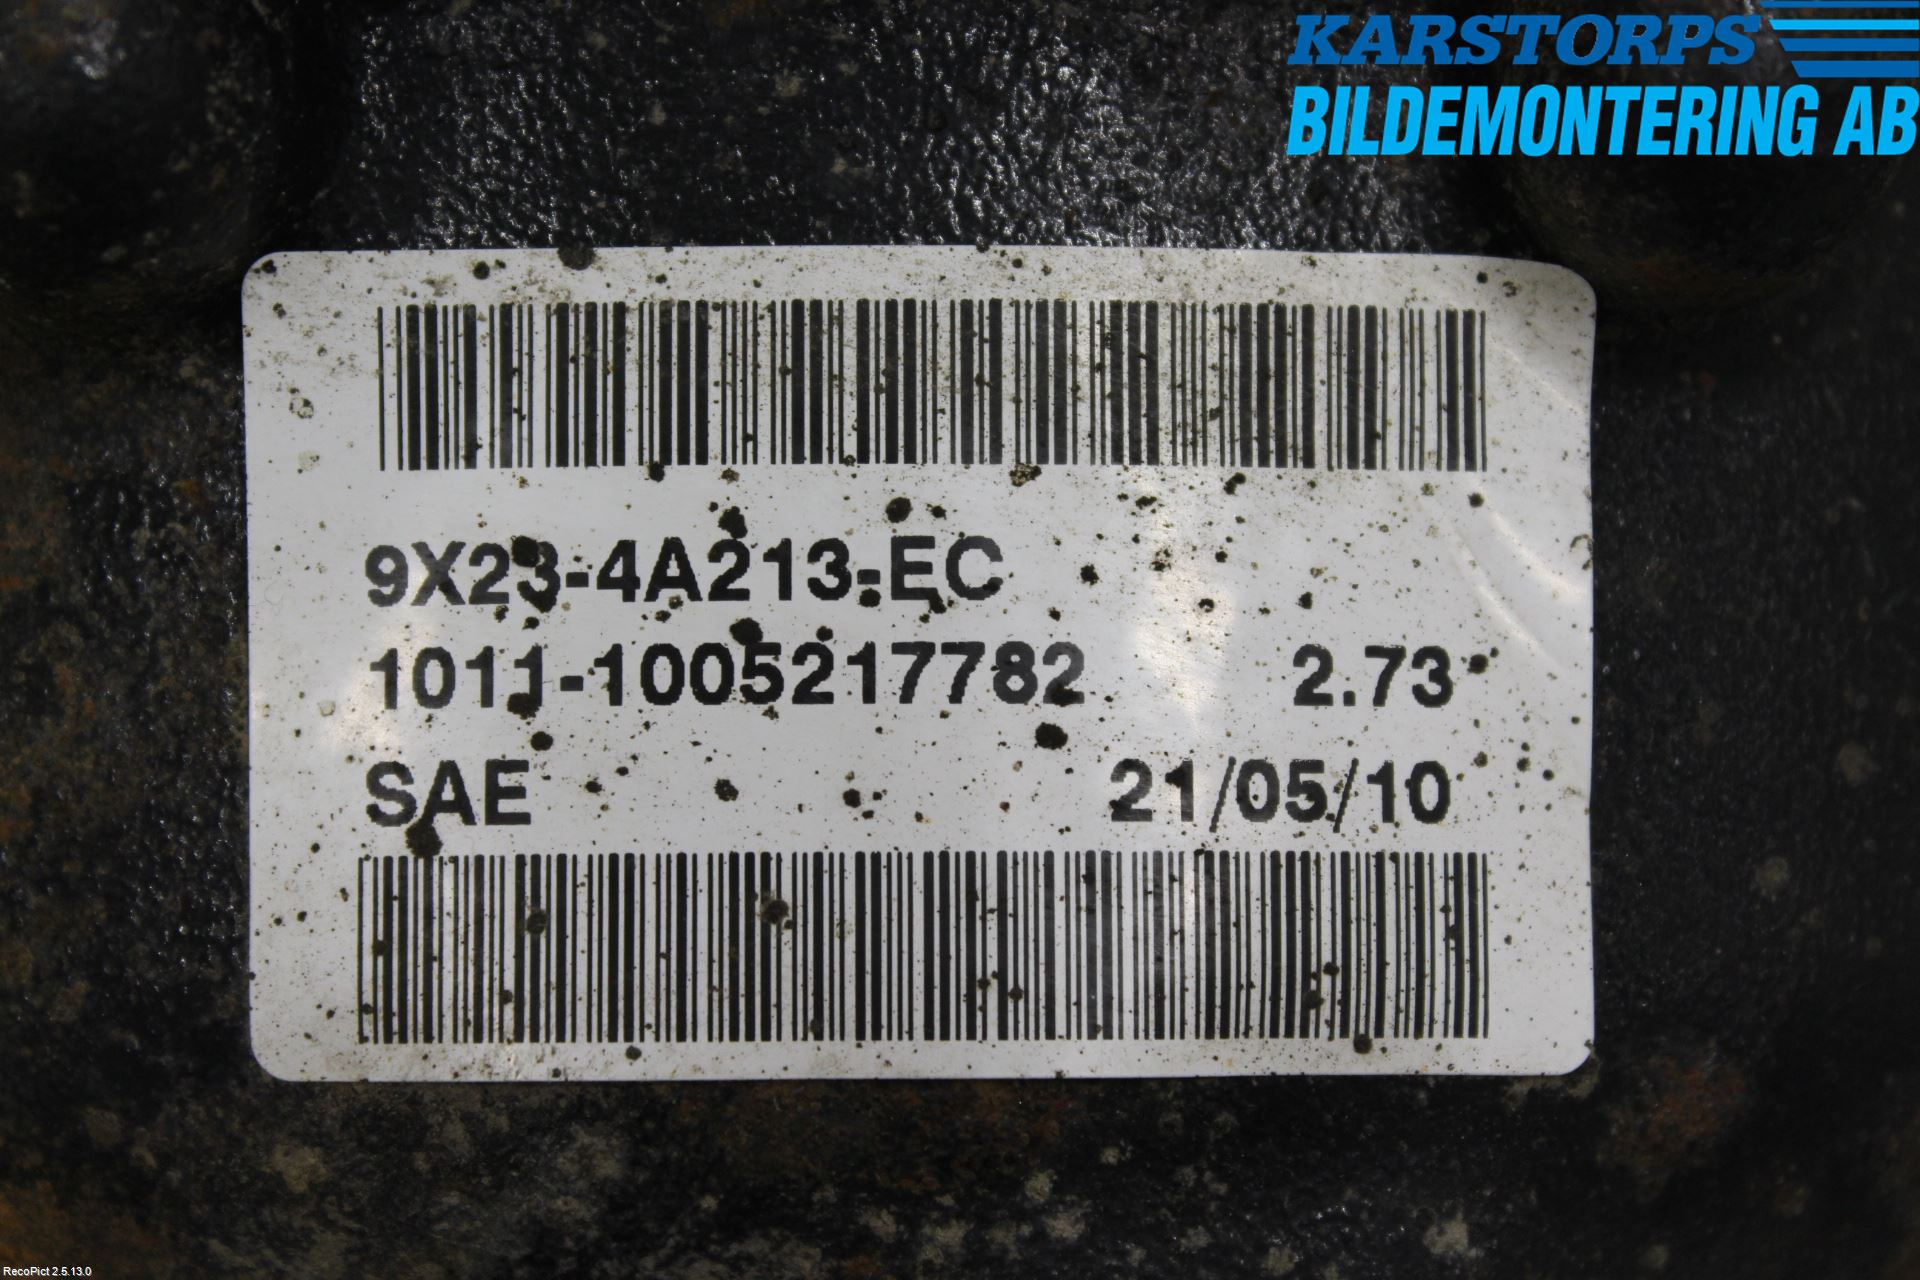 KARSTORPS
BILDEMONTERING AB
9X23-4A213-EC
1011-1005217782 2.73
SAE 21/05/10
RecoPict 2.5.13.0